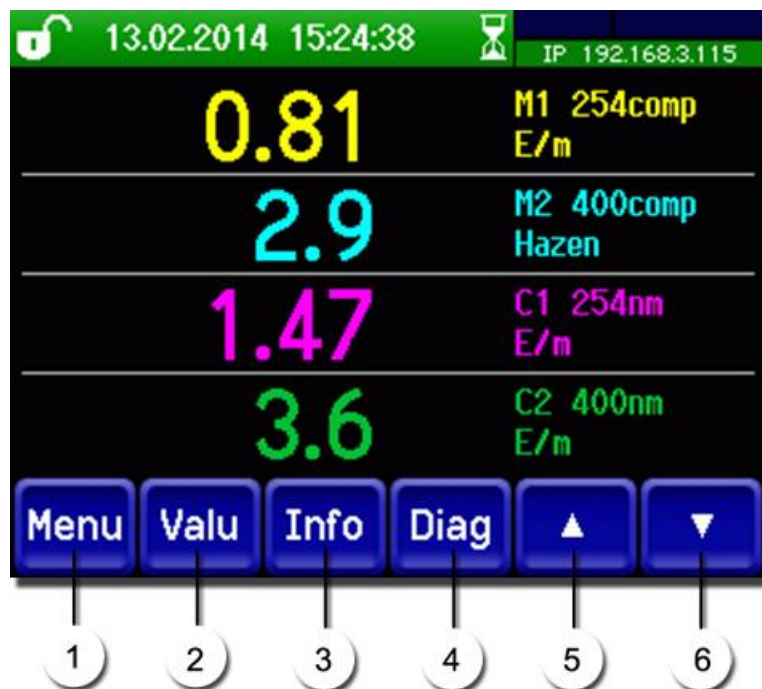 13.02.2014 15:24:38
IP 192.168.3.115
0.81
M1 254comp
E/m
2.9
M2 400comp
Hazen
1.47
C1 254nm
E/m
3.6
C2 400nm
E/m
Menu Valu Info Diag ▲ ▼
1 2 3 4 5 6